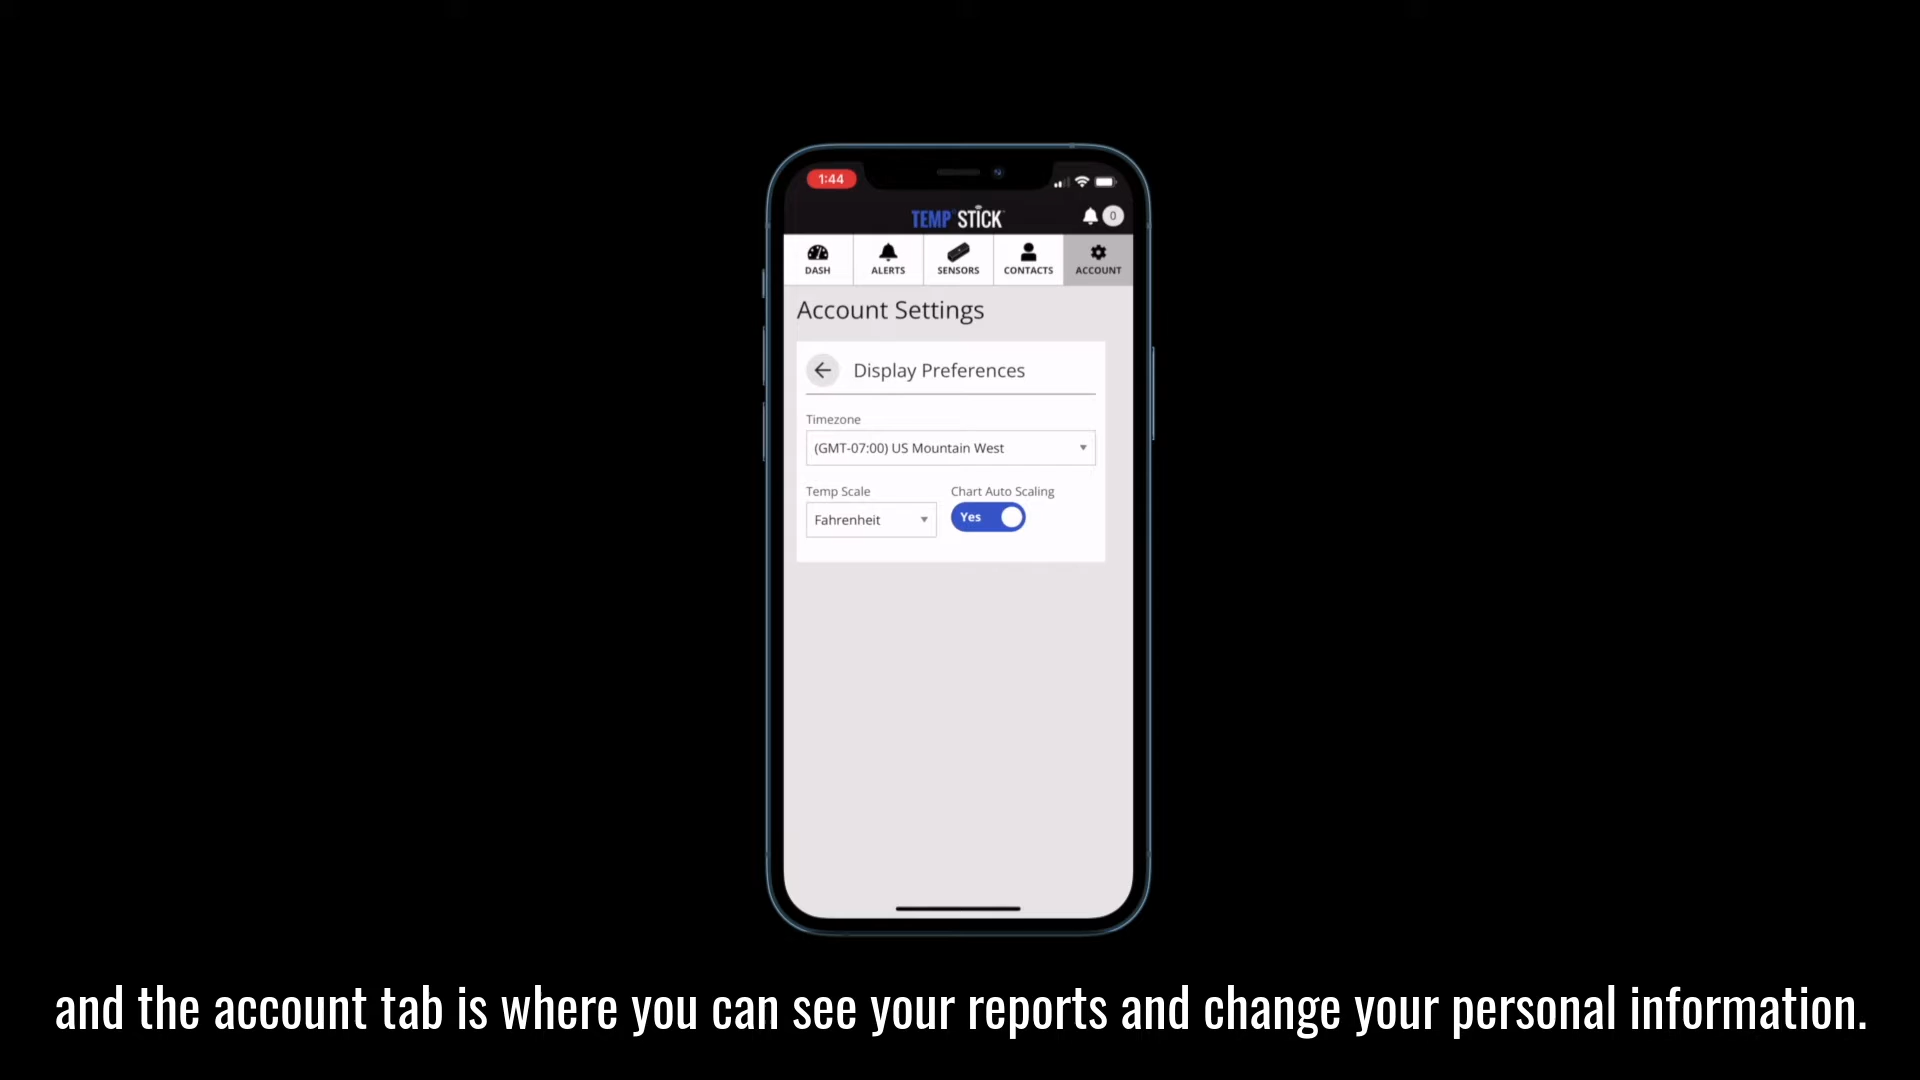 1:44
TEMP STICK
0
DASH
ALERTS
SENSORS
CONTACTS
ACCOUNT
Account Settings
Display Preferences
Timezone
(GMT-07:00) US Mountain West
Temp Scale
Chart Auto Scaling
Fahrenheit
Yes
and the account tab is where you can see your reports and change your personal information.